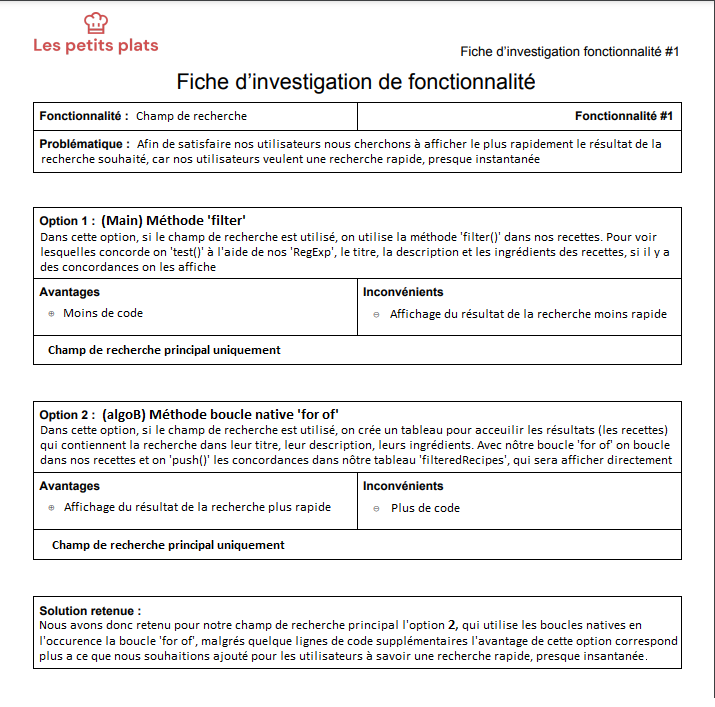 Les petits plats
Fiche d'investigation fonctionnalité #1
Fiche d'investigation de fonctionnalité
Fonctionnalité : Champ de recherche
Fonctionnalité #1
Problématique : Afin de satisfaire nos utilisateurs nous cherchons à afficher le plus rapidement le résultat de la
recherche souhaité, car nos utilisateurs veulent une recherche rapide, presque instantanée
Option 1 : (Main) Méthode 'filter'
Dans cette option, si le champ de recherche est utilisé, on utilise la méthode 'filter()' dans nos recettes. Pour voir
lesquelles concorde on 'test()' à l'aide de nos 'RegExp', le titre, la description et les ingrédients des recettes, si il y a
des concordances on les affiche
Avantages
⊕ Moins de code
Inconvénients
⊖ Affichage du résultat de la recherche moins rapide
Champ de recherche principal uniquement
Option 2 : (algoB) Méthode boucle native 'for of'
Dans cette option, si le champ de recherche est utilisé, on crée un tableau pour acceuilir les résultats (les recettes)
qui contiennent la recherche dans leur titre, leur description, leurs ingrédients. Avec nôtre boucle 'for of' on boucle
dans nos recettes et on 'push()' les concordances dans nôtre tableau 'filteredRecipes', qui sera afficher directement
Avantages
⊕ Affichage du résultat de la recherche plus rapide
Inconvénients
⊖ Plus de code
Champ de recherche principal uniquement
Solution retenue :
Nous avons donc retenu pour notre champ de recherche principal l'option 2, qui utilise les boucles natives en
l'occurence la boucle 'for of', malgrés quelque lignes de code supplémentaires l'avantage de cette option correspond
plus a ce que nous souhaitions ajouté pour les utilisateurs à savoir une recherche rapide, presque insantanée.